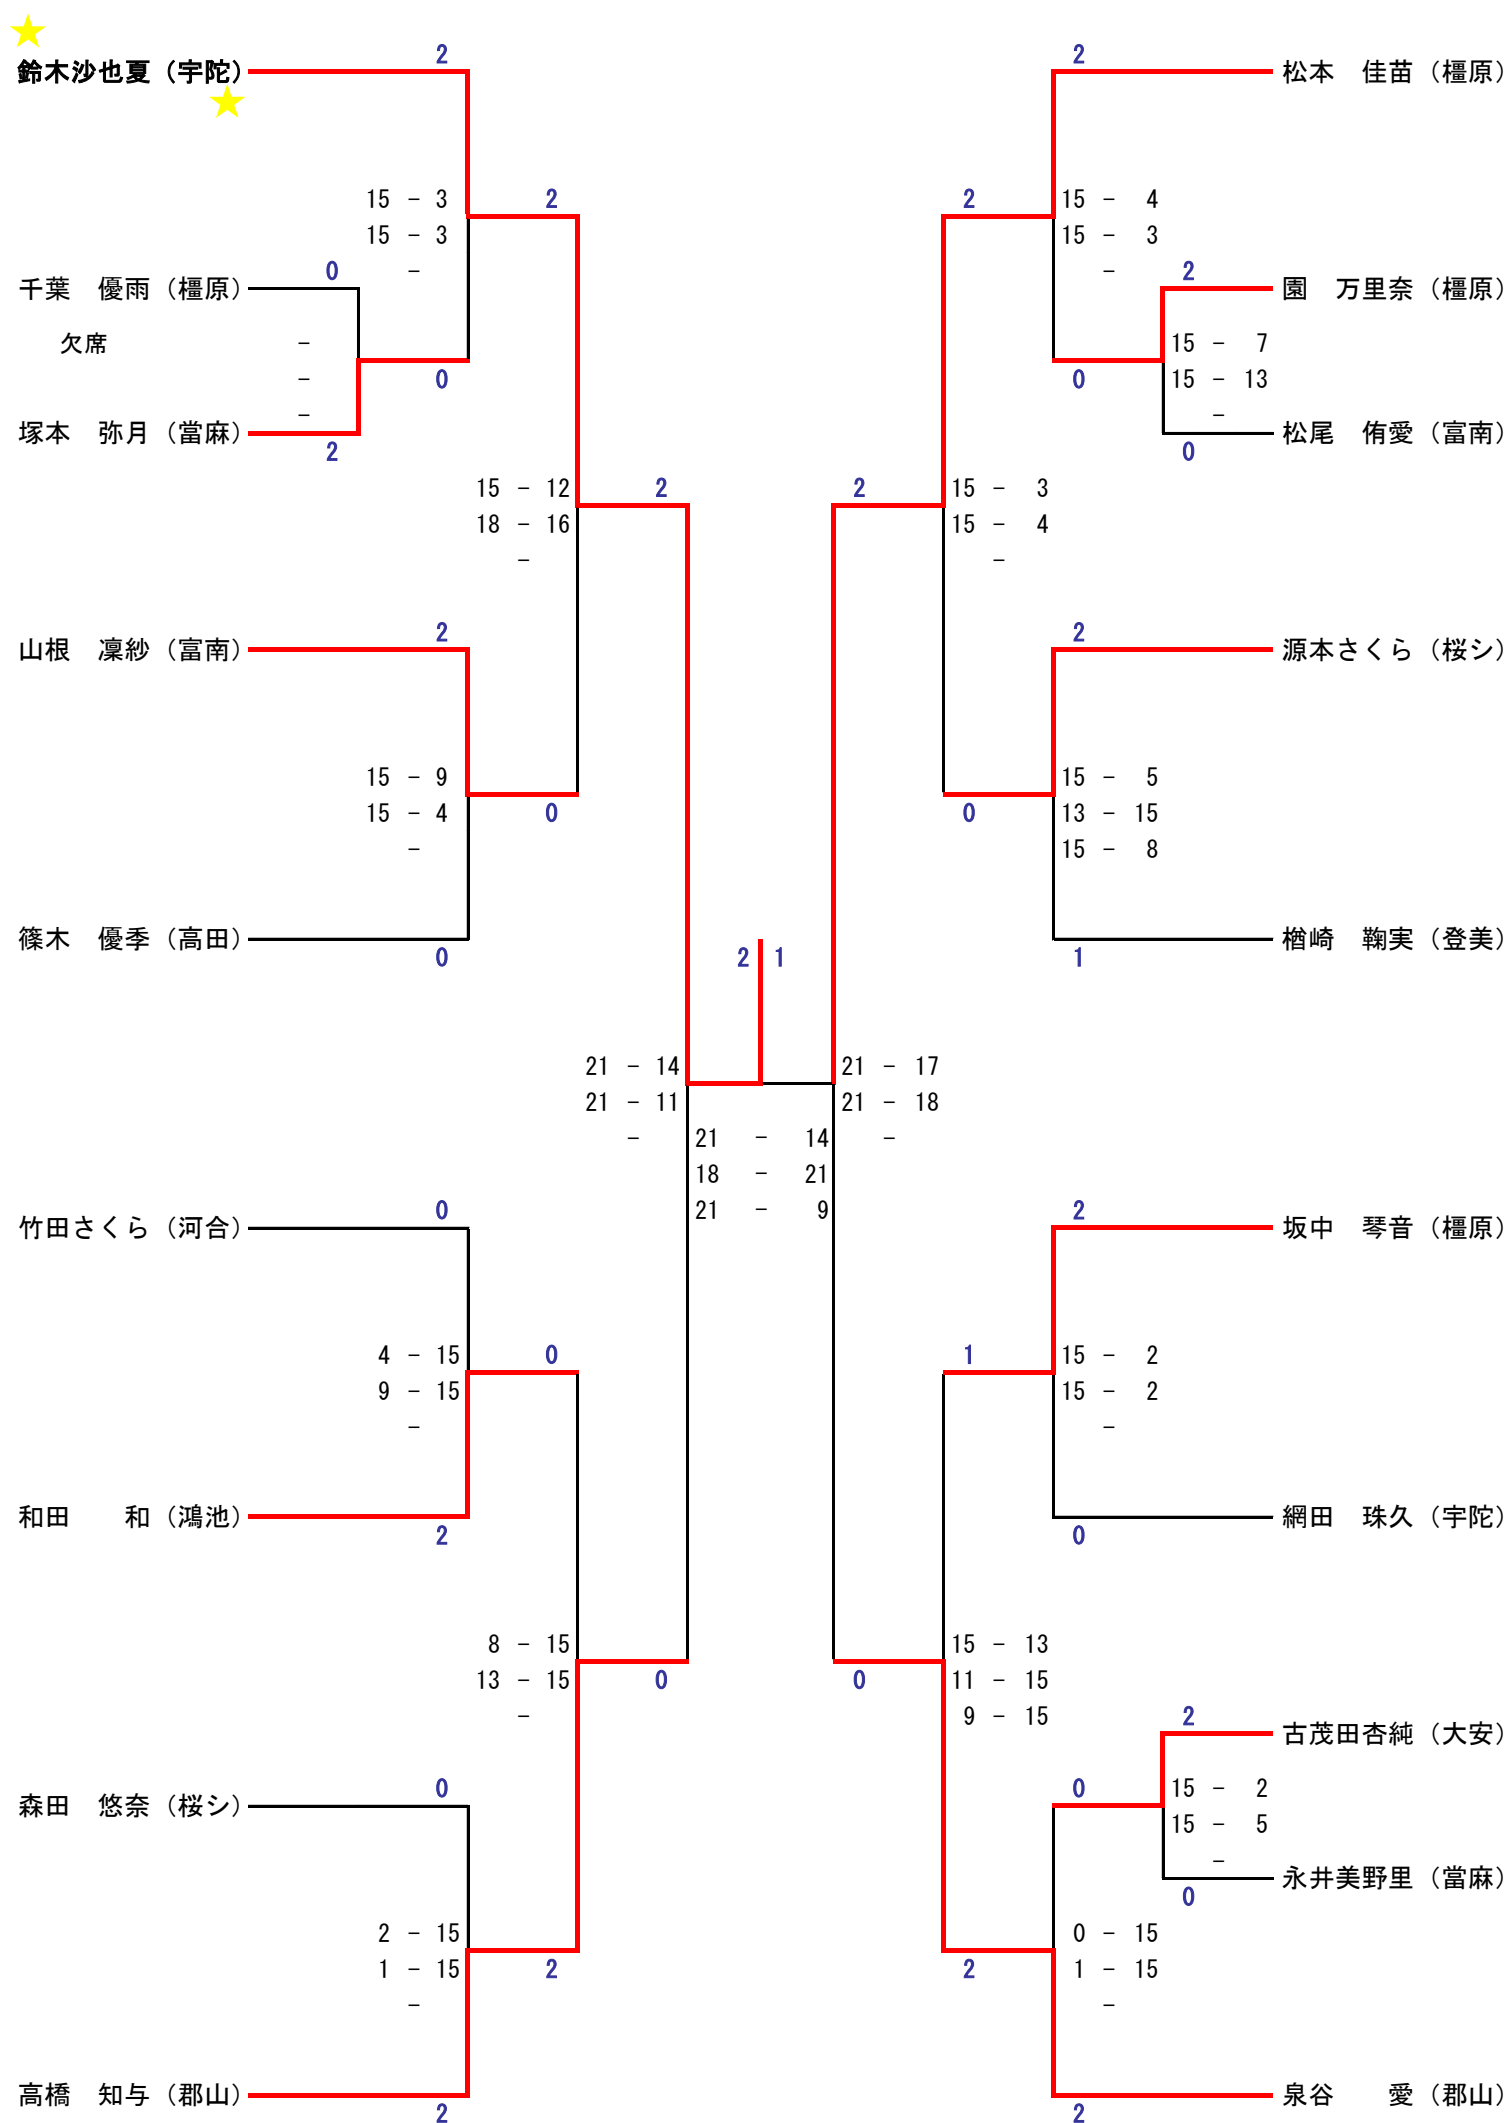 2
鈴木沙也夏（宇陀）
15 － 3
2
15 － 3
－
0
千葉　優雨（橿原）
欠席
－
－
0
－
塚本　弥月（當麻）
2
15 － 12
2
18 － 16
－
2
山根　凜紗（富南）
15 － 9
15 － 4
0
－
篠木　優季（高田）
0
21 － 14
21 － 11
－
0
竹田さくら（河合）
4 － 15
0
9 － 15
－
和田　　和（鴻池）
2
8 － 15
13 － 15
0
－
0
森田　悠奈（桜シ）
2 － 15
1 － 15
2
－
高橋　知与（郡山）
2
2 1
21 － 14
18 － 21
21 － 9
2
松本　佳苗（橿原）
2
15 － 4
15 － 3
－
2
園　万里奈（橿原）
15 － 7
15 － 13
0
－
松尾　侑愛（富南）
0
2
15 － 3
15 － 4
－
2
源本さくら（桜シ）
15 － 5
13 － 15
0
15 － 8
楢崎　鞠実（登美）
1
21 － 17
21 － 18
－
2
坂中　琴音（橿原）
1
15 － 2
15 － 2
－
網田　珠久（宇陀）
0
15 － 13
11 － 15
0
9 － 15
2
古茂田杏純（大安）
0
15 － 2
15 － 5
－
永井美野里（當麻）
0
0 － 15
1 － 15
2
－
泉谷　　愛（郡山）
2